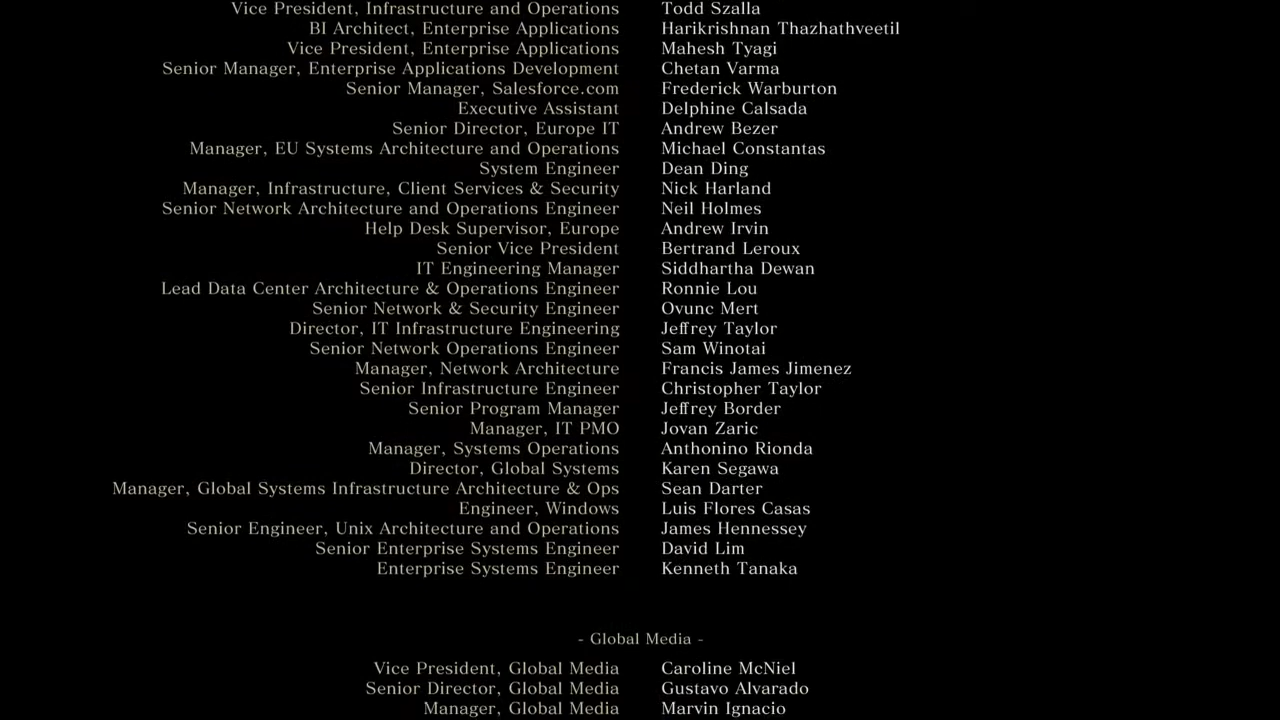 Vice President, Infrastructure and Operations Todd Szalla
BI Architect, Enterprise Applications Harikrishnan Thazhathveetil
Vice President, Enterprise Applications Mahesh Tyagi
Senior Manager, Enterprise Applications Development Chetan Varma
Senior Manager, Salesforce.com Frederick Warburton
Executive Assistant Delphine Calsada
Senior Director, Europe IT Andrew Bezer
Manager, EU Systems Architecture and Operations Michael Constantas
System Engineer Dean Ding
Manager, Infrastructure, Client Services & Security Nick Harland
Senior Network Architecture and Operations Engineer Neil Holmes
Help Desk Supervisor, Europe Andrew Irvin
Senior Vice President Bertrand Leroux
IT Engineering Manager Siddhartha Dewan
Lead Data Center Architecture & Operations Engineer Ronnie Lou
Senior Network & Security Engineer Ovunc Mert
Director, IT Infrastructure Engineering Jeffrey Taylor
Senior Network Operations Engineer Sam Winotai
Manager, Network Architecture Francis James Jimenez
Senior Infrastructure Engineer Christopher Taylor
Senior Program Manager Jeffrey Border
Manager, IT PMO Jovan Zaric
Manager, Systems Operations Anthonino Rionda
Director, Global Systems Karen Segawa
Manager, Global Systems Infrastructure Architecture & Ops Sean Darter
Engineer, Windows Luis Flores Casas
Senior Engineer, Unix Architecture and Operations James Hennessey
Senior Enterprise Systems Engineer David Lim
Enterprise Systems Engineer Kenneth Tanaka
- Global Media -
Vice President, Global Media Caroline McNiel
Senior Director, Global Media Gustavo Alvarado
Manager, Global Media Marvin Ignacio